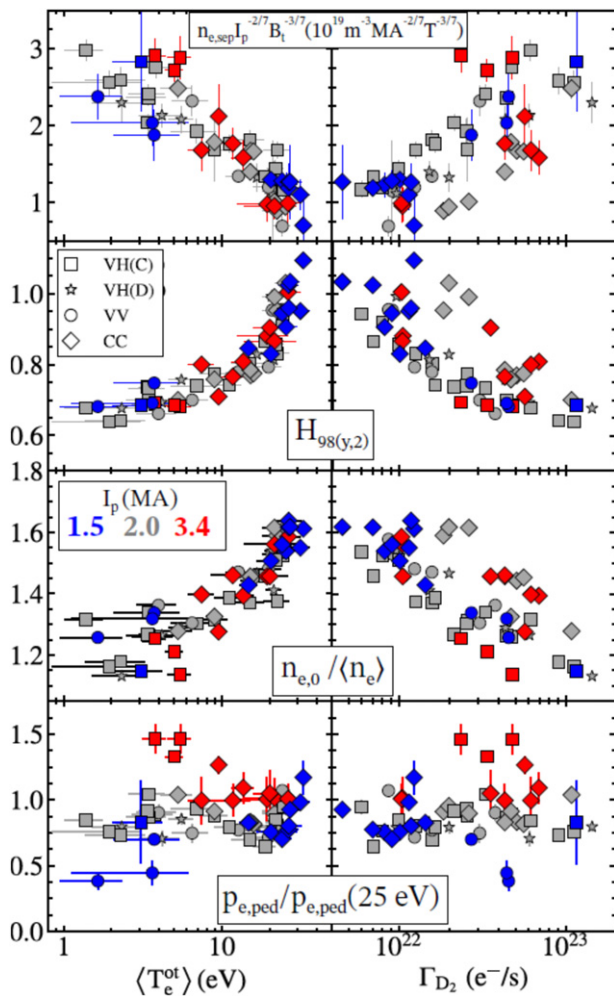 n_{e,sep}I_p^{-2/7}B_t^{-3/7}(10^{19}m^{-3}MA^{-2/7}T^{-3/7})
3
2
1
VH(C)
VH(D)
VV
CC
1.0
0.8
0.6
H_{98(y,2)}
I_p(MA)
1.5 2.0 3.4
1.8
1.6
1.4
1.2
n_{e,0}/⟨n_e⟩
1.5
1.0
0.5
0.0
p_{e,ped}/p_{e,ped}(25 eV)
1 10 10^{22} 10^{23}
⟨T_e^{ot}⟩(eV) Γ_{D_2} (e^-/s)